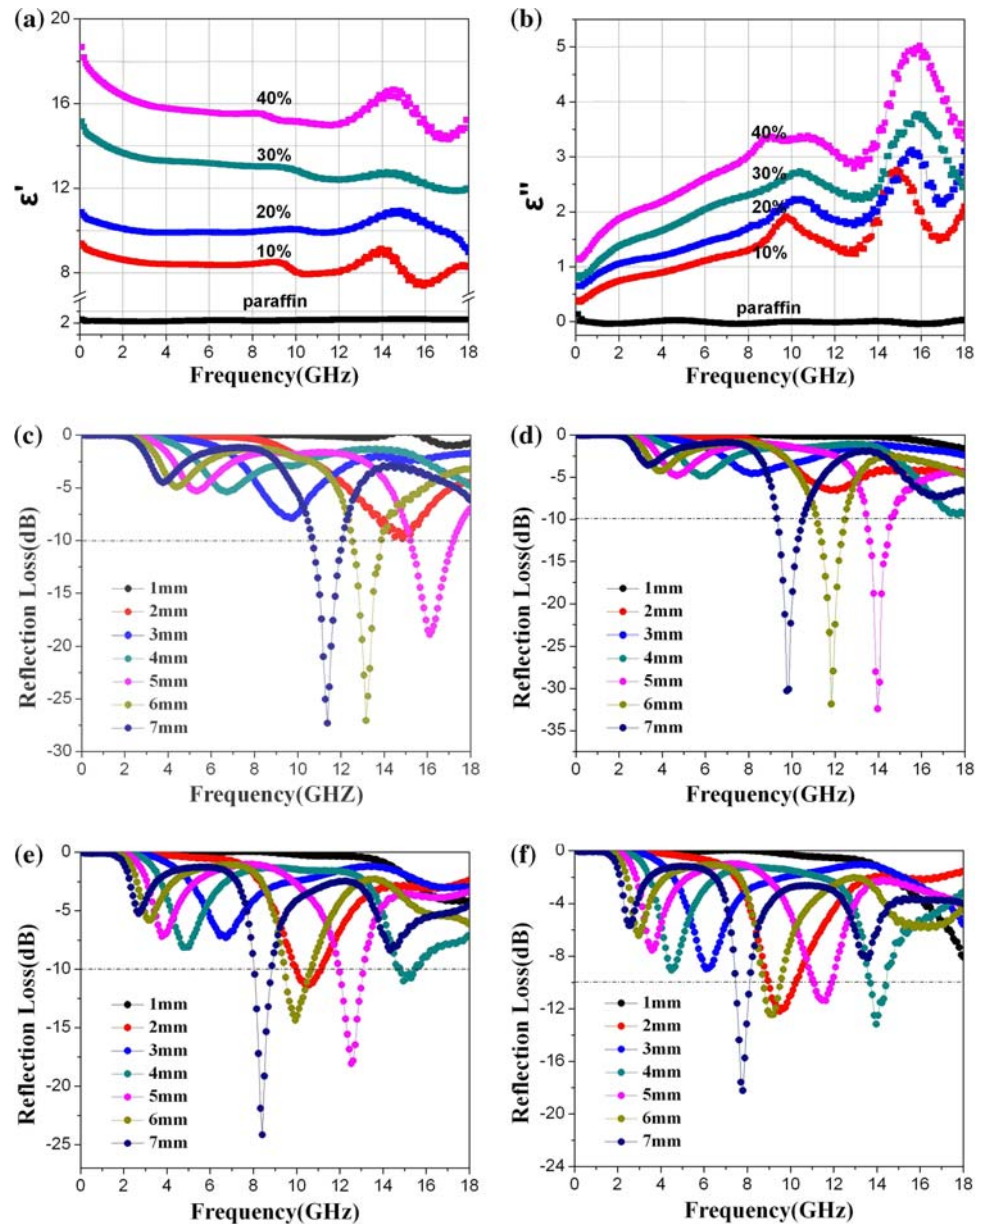 (a)
20
16
12
8
2
ε'
40%
30%
20%
10%
paraffin
0 2 4 6 8 10 12 14 16 18
Frequency(GHz)
(b)
5
4
3
2
1
0
ε"
40%
30%
20%
10%
paraffin
0 2 4 6 8 10 12 14 16 18
Frequency(GHz)
(c)
0
-5
-10
-15
-20
-25
-30
Reflection Loss(dB)
1mm
2mm
3mm
4mm
5mm
6mm
7mm
0 2 4 6 8 10 12 14 16 18
Frequency(GHZ)
(d)
0
-5
-10
-15
-20
-25
-30
-35
Reflection Loss(dB)
1mm
2mm
3mm
4mm
5mm
6mm
7mm
0 2 4 6 8 10 12 14 16 18
Frequency(GHz)
(e)
0
-5
-10
-15
-20
-25
Reflection Loss(dB)
1mm
2mm
3mm
4mm
5mm
6mm
7mm
0 2 4 6 8 10 12 14 16 18
Frequency(GHz)
(f)
0
-4
-8
-12
-16
-20
-24
Reflection Loss(dB)
1mm
2mm
3mm
4mm
5mm
6mm
7mm
0 2 4 6 8 10 12 14 16 18
Frequency(GHz)